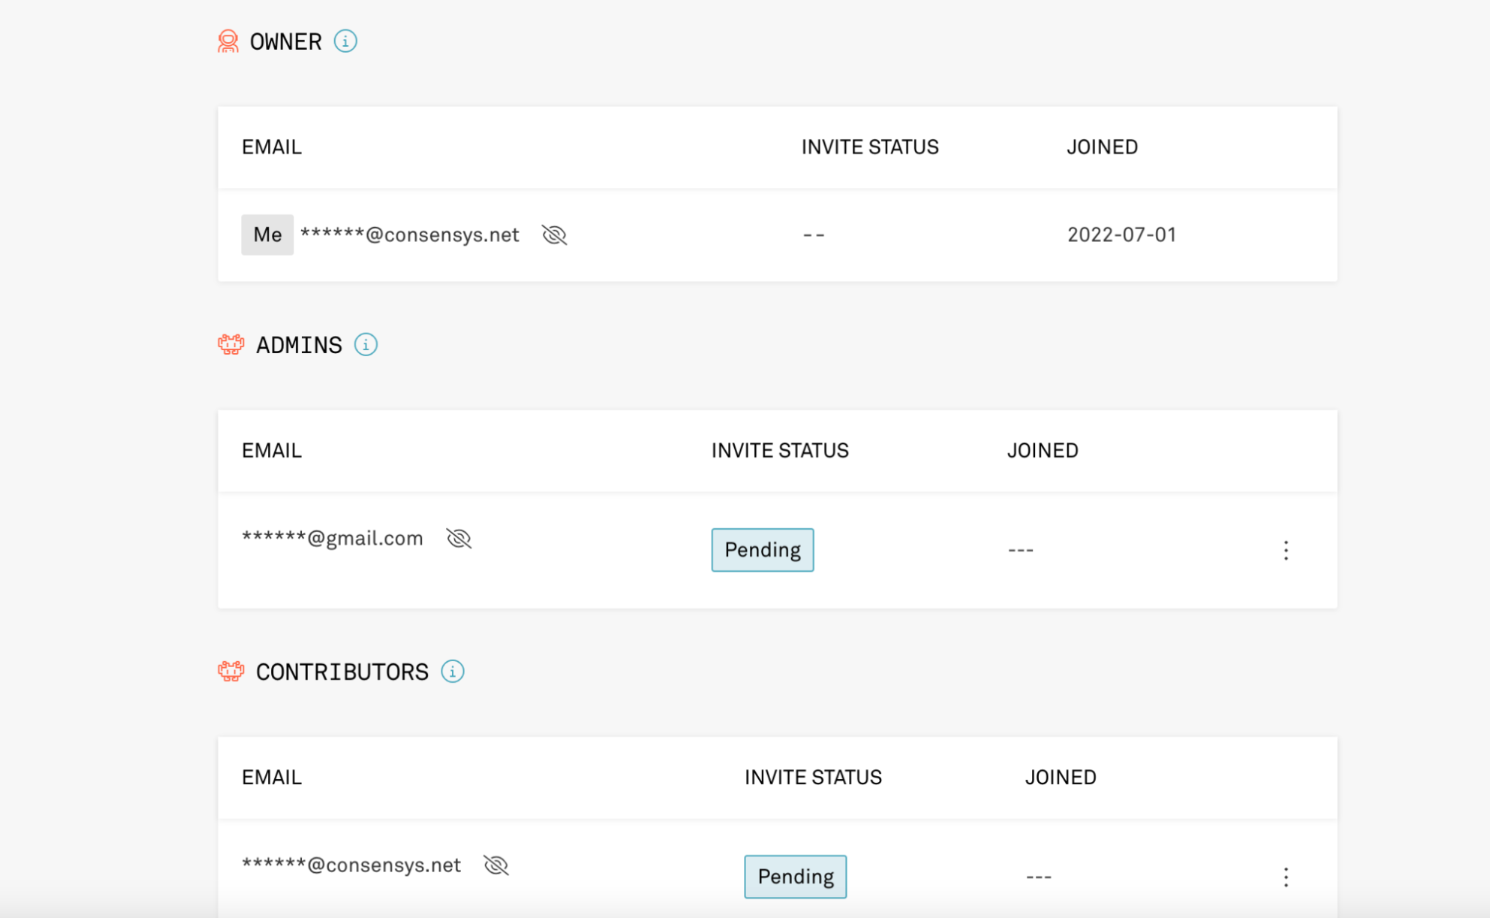 OWNER
EMAIL INVITE STATUS JOINED
Me ******@consensys.net -- 2022-07-01
ADMINS
EMAIL INVITE STATUS JOINED
******@gmail.com Pending ---
CONTRIBUTORS
EMAIL INVITE STATUS JOINED
******@consensys.net Pending ---